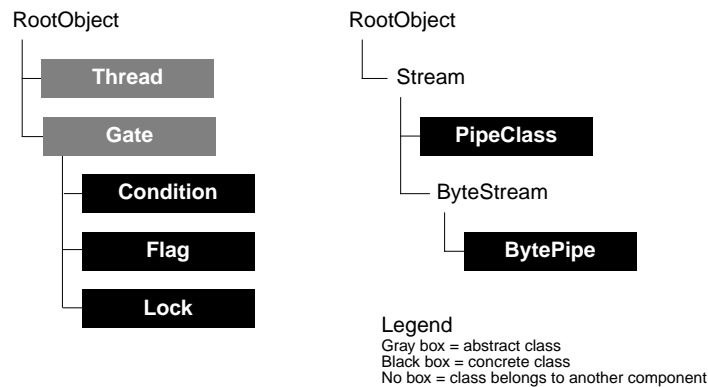 RootObject
Thread
Gate
Condition
Flag
Lock
RootObject
Stream
PipeClass
ByteStream
BytePipe
Legend
Gray box = abstract class
Black box = concrete class
No box = class belongs to another component